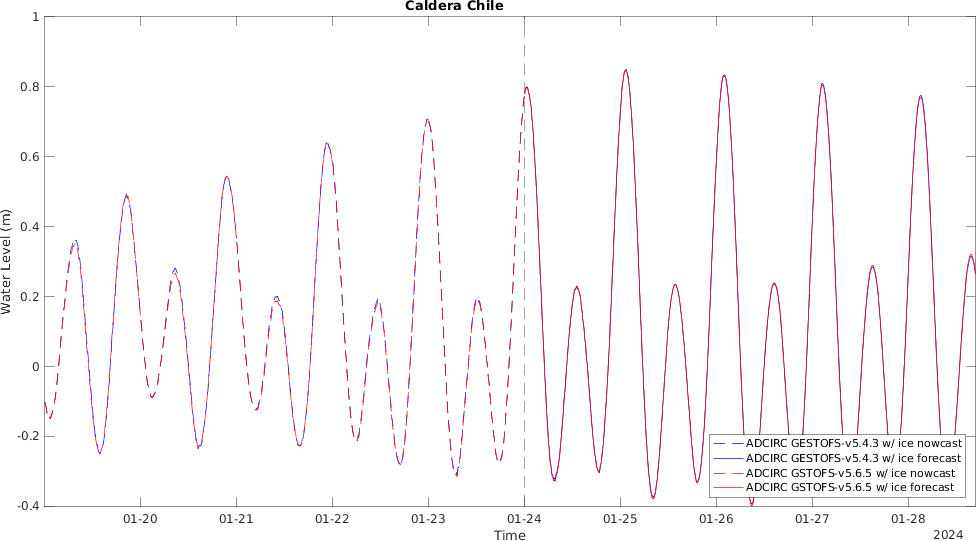 Caldera Chile
Water Level (m)
1
0.8
0.6
0.4
0.2
0
-0.2
-0.4
ADCIRC GESTOFS-v5.4.3 w/ ice nowcast
ADCIRC GESTOFS-v5.4.3 w/ ice forecast
ADCIRC GSTOFS-v5.6.5 w/ ice nowcast
ADCIRC GSTOFS-v5.6.5 w/ ice forecast
01-20 01-21 01-22 01-23 01-24 01-25 01-26 01-27 01-28
Time
2024